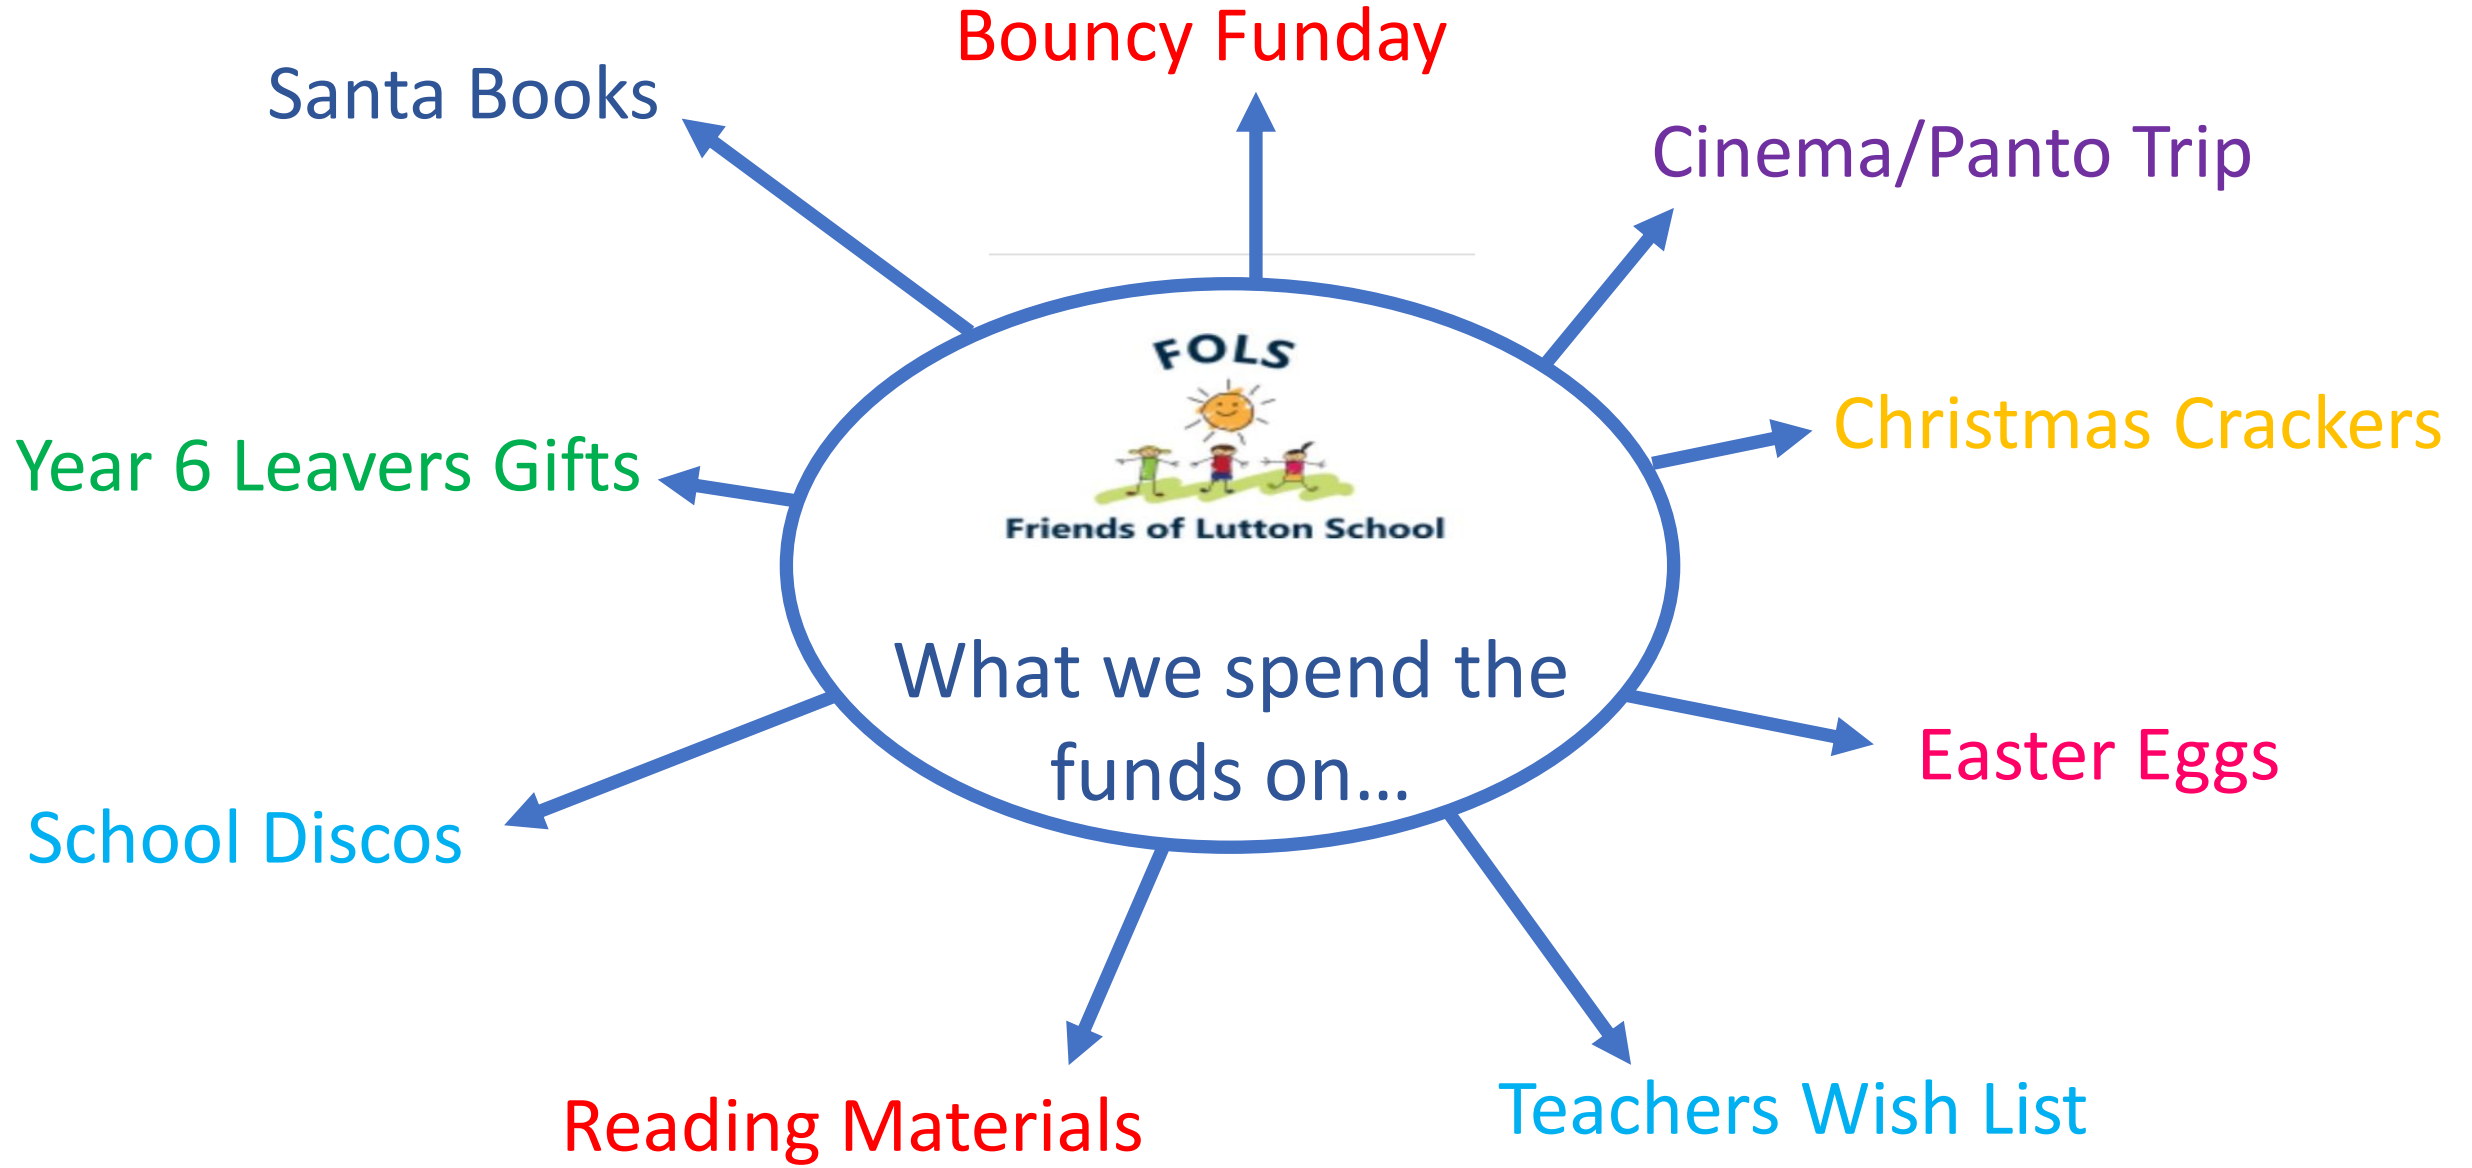 Bouncy Funday
Santa Books
Cinema/Panto Trip
FOLS
Christmas Crackers
Year 6 Leavers Gifts
Friends of Lutton School
What we spend the
funds on...
Easter Eggs
School Discos
Teachers Wish List
Reading Materials